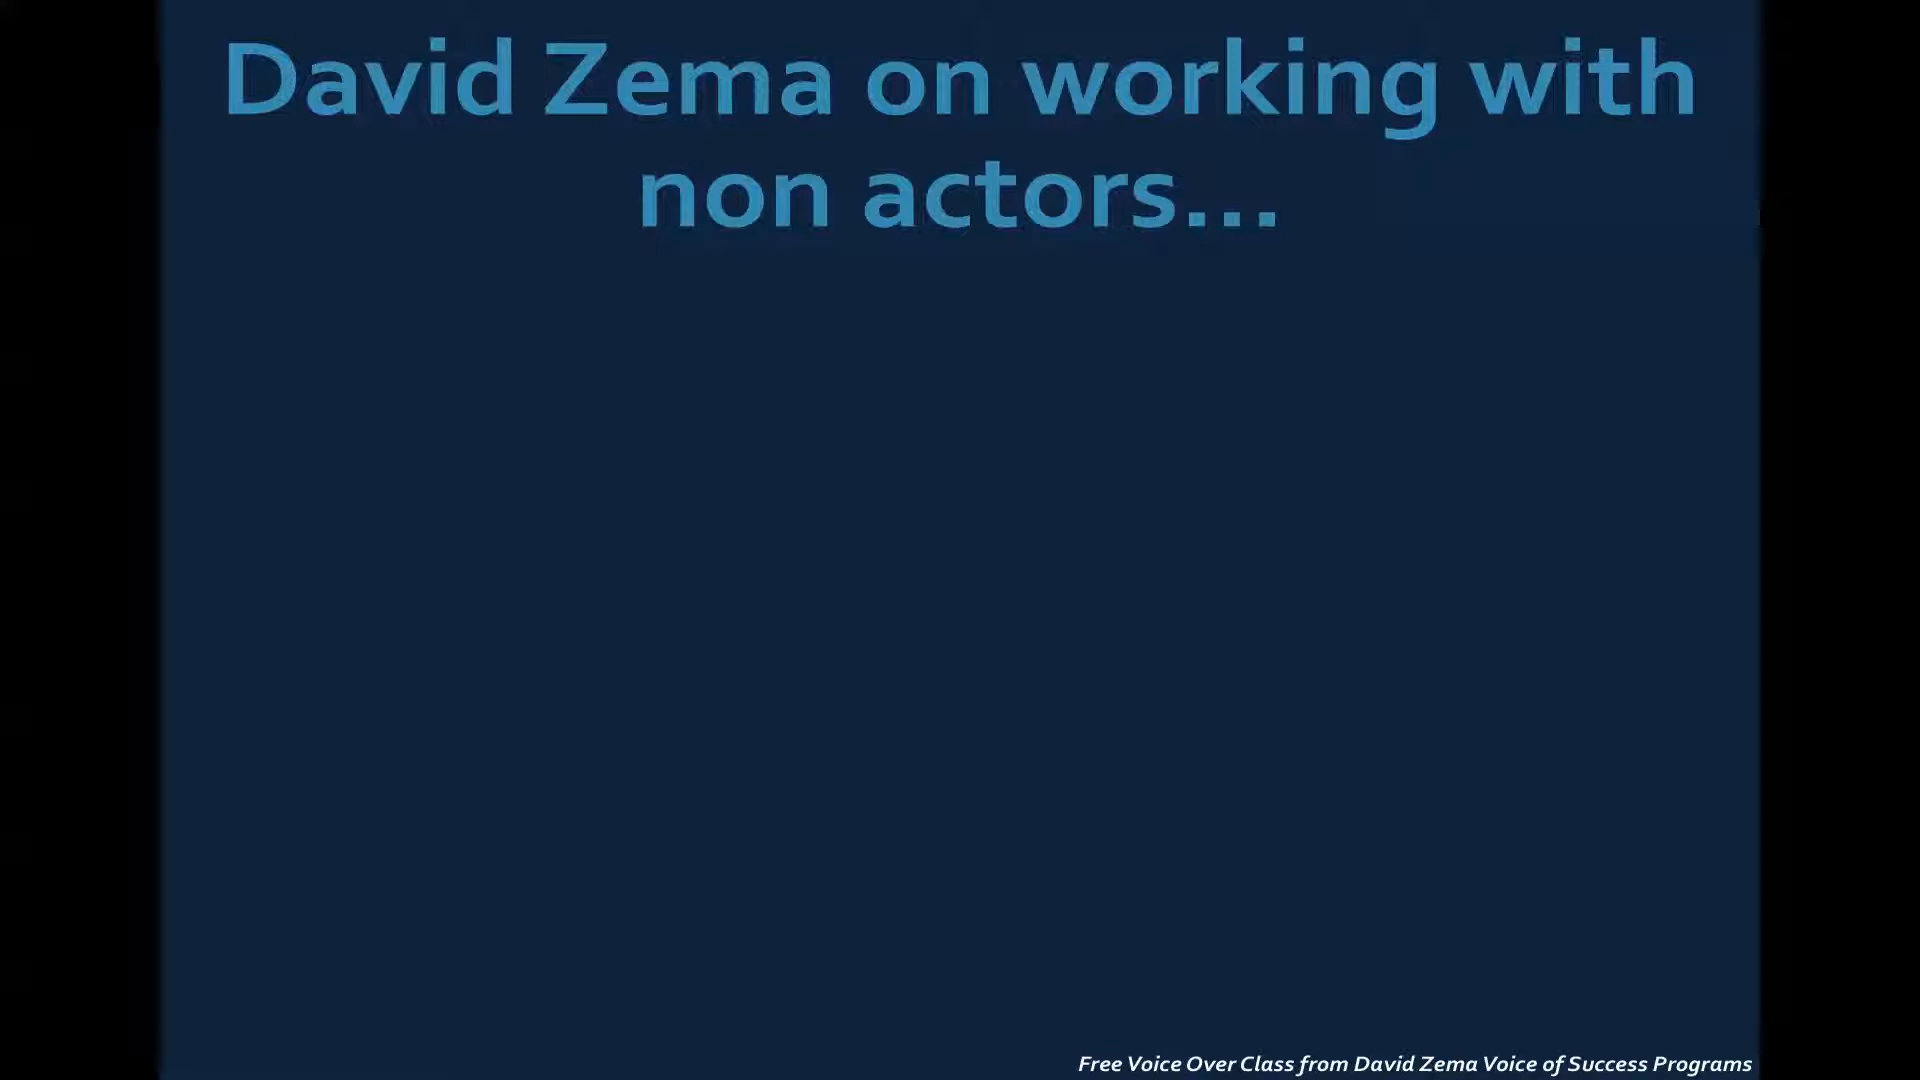 David Zema on working with
non actors...
Free Voice Over Class from David Zema Voice of Success Programs